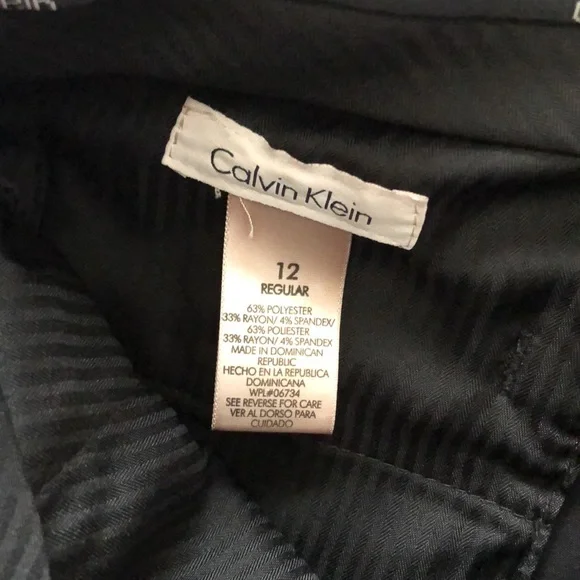 Calvin Klein
12
REGULAR
63% POLYESTER
33% RAYON/ 4% SPANDEX/
63% POLIESTER
33% RAYON/ 4% SPANDEX
MADE IN DOMINICAN
REPUBLIC
HECHO EN LA REPUBLICA
DOMINICANA
WPL#06734
SEE REVERSE FOR CARE
VER AL DORSO PARA
CUIDADO